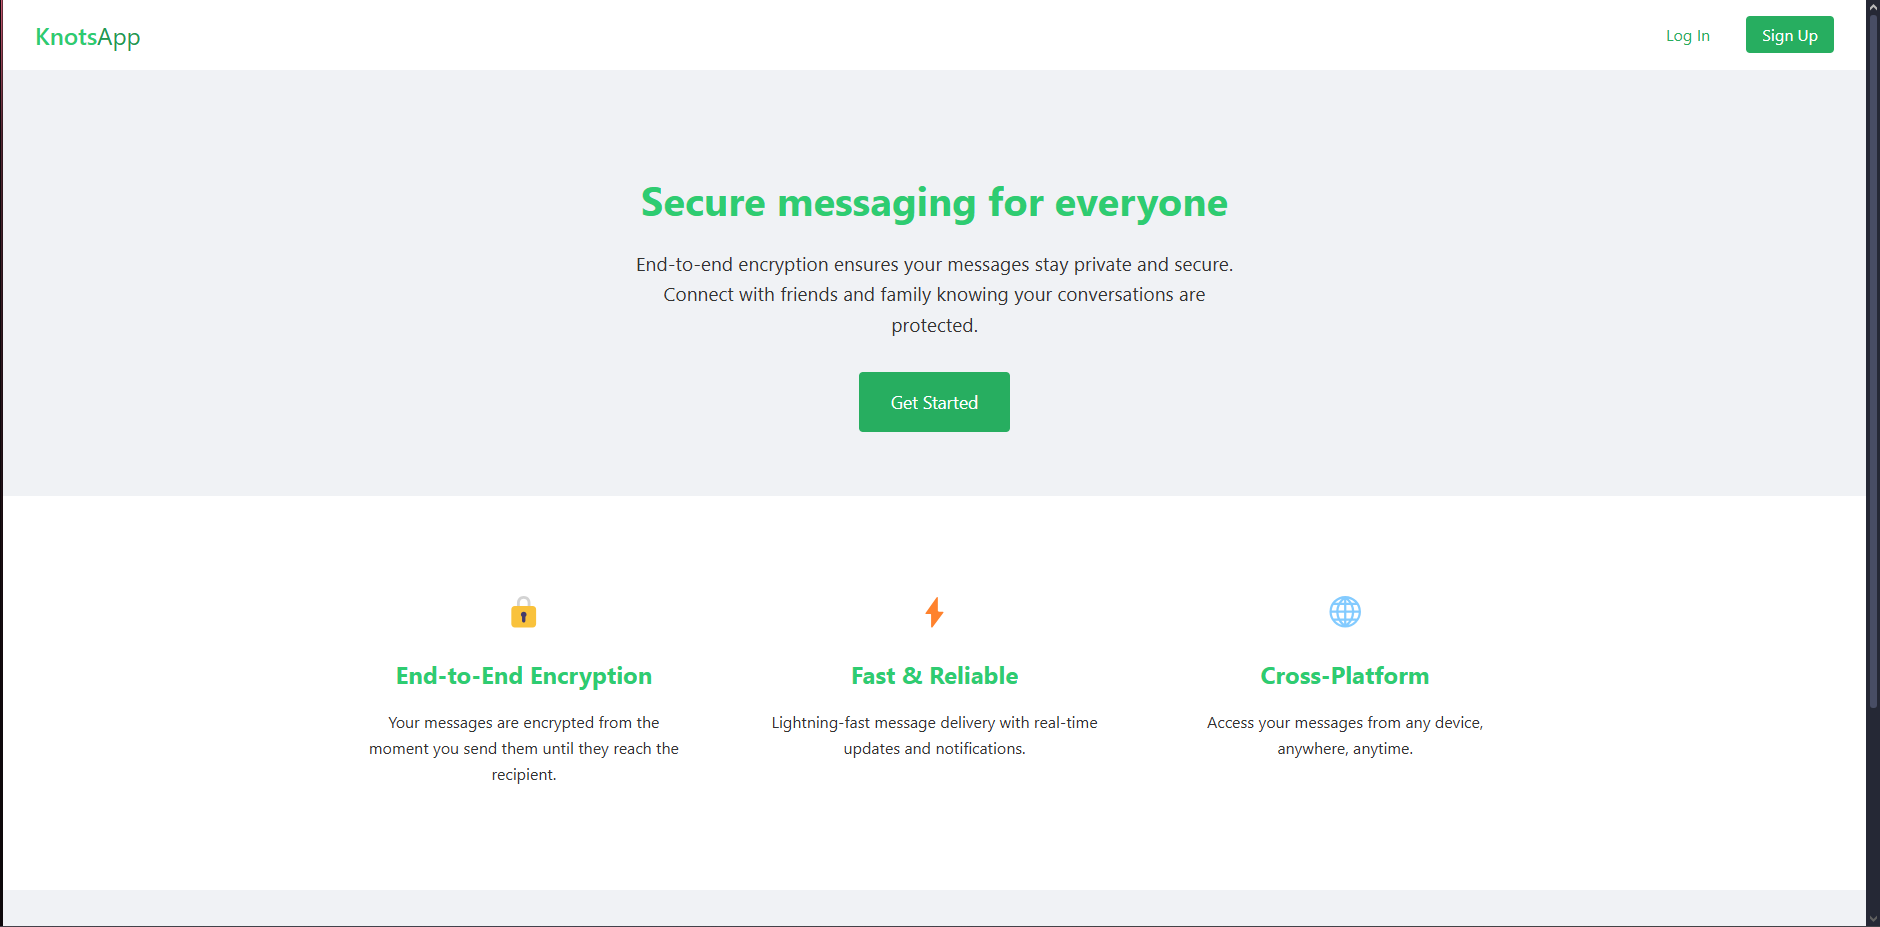 KnotsApp
Log In
Sign Up
Secure messaging for everyone
End-to-end encryption ensures your messages stay private and secure.
Connect with friends and family knowing your conversations are
protected.
Get Started
End-to-End Encryption
Your messages are encrypted from the
moment you send them until they reach the
recipient.
Fast & Reliable
Lightning-fast message delivery with real-time
updates and notifications.
Cross-Platform
Access your messages from any device,
anywhere, anytime.